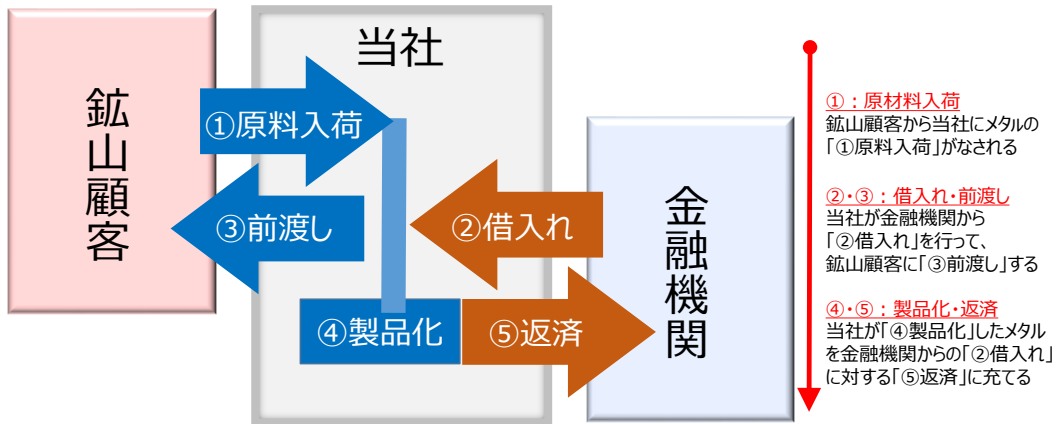 鉱山顧客
当社
①原料入荷
③前渡し
②借入れ
④製品化
⑤返済
金融機関
①：原材料入荷
鉱山顧客から当社にメタルの
「①原料入荷」がなされる
②・③：借入れ・前渡し
当社が金融機関から
「②借入れ」を行って、
鉱山顧客に「③前渡し」する
④・⑤：製品化・返済
当社が「④製品化」したメタル
を金融機関からの「②借入れ」
に対する「⑤返済」に充てる